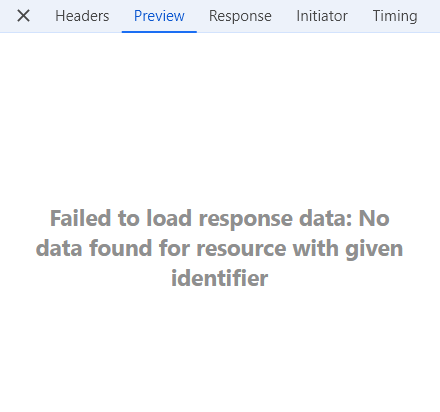 Headers Preview Response Initiator Timing
Failed to load response data: No
data found for resource with given
identifier